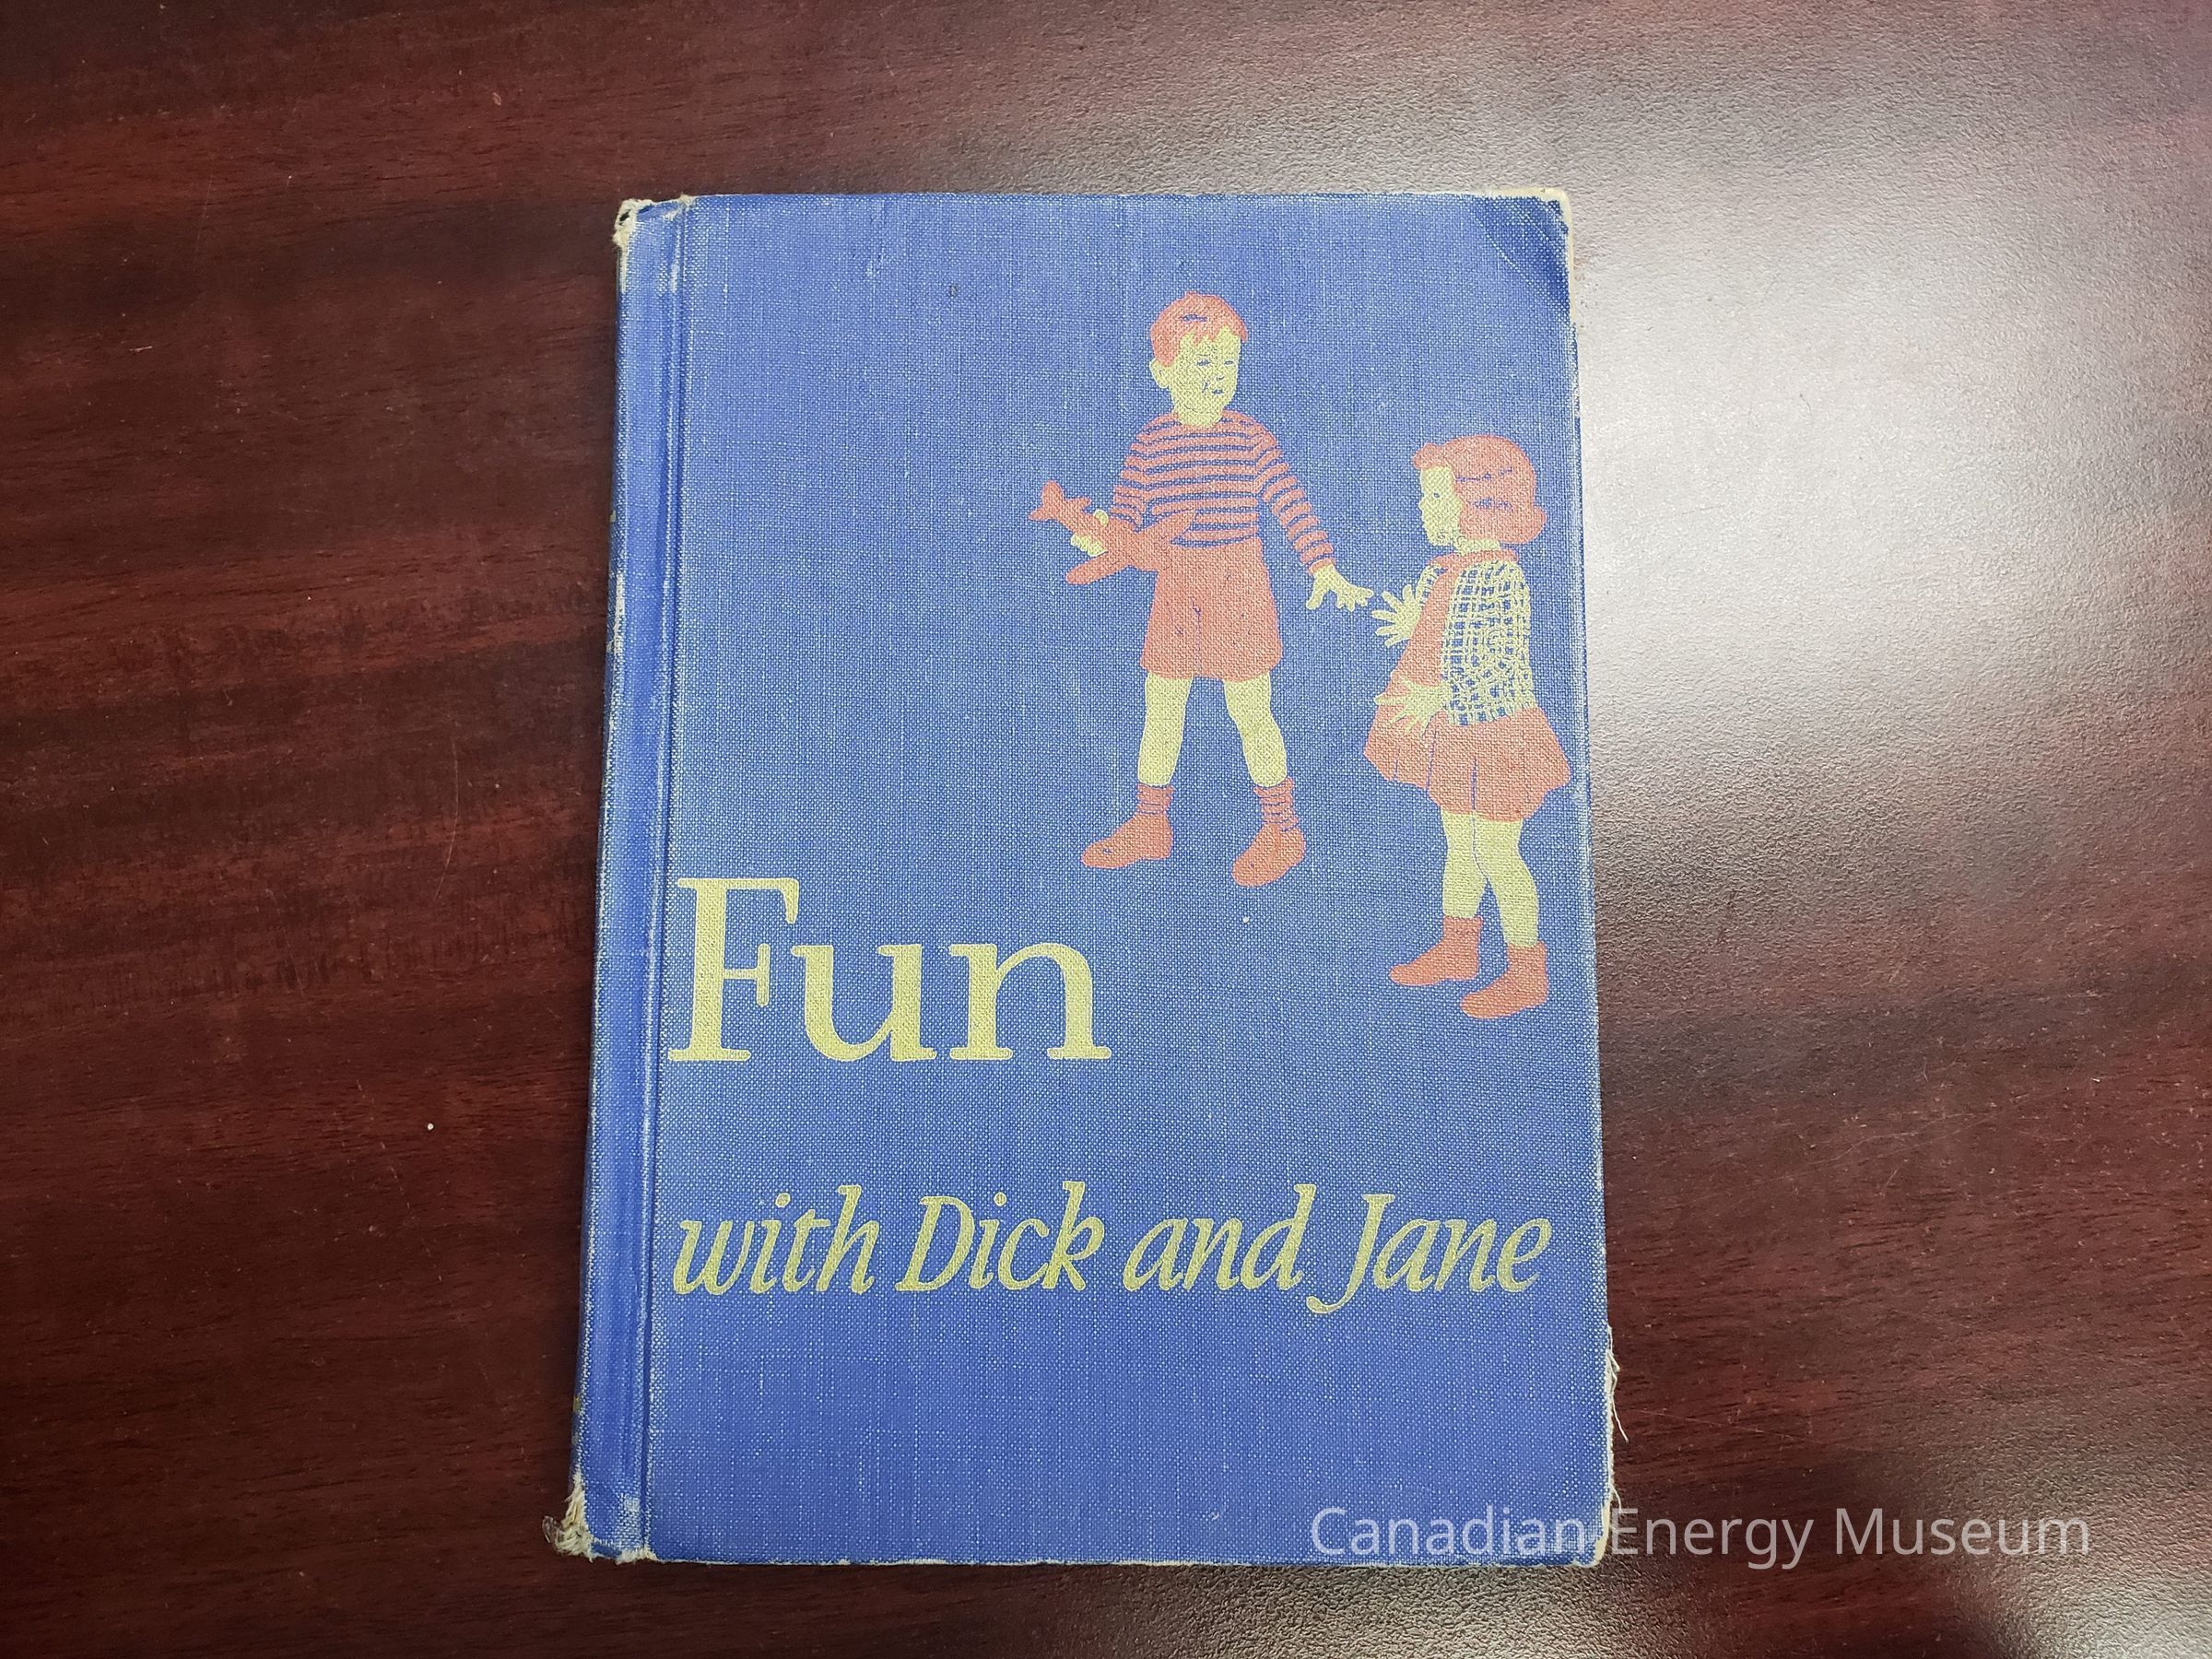 Fun
with Dick and Jane
Canadian Energy Museum